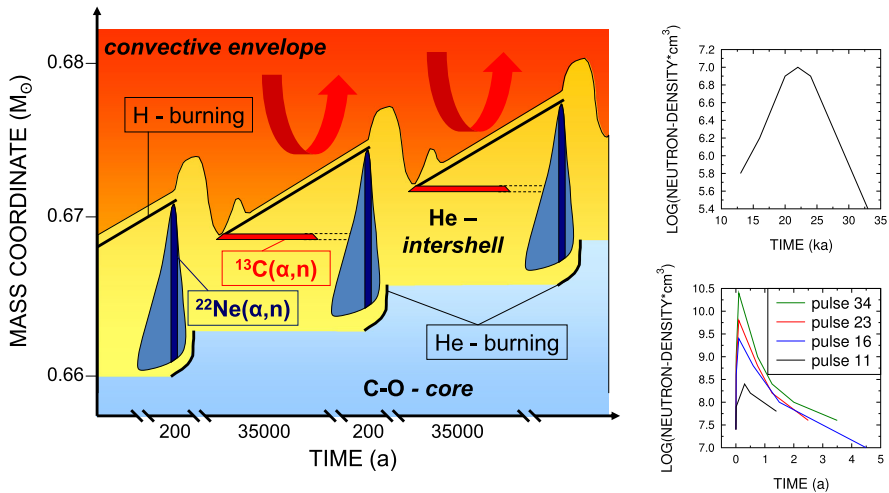 MASS COORDINATE (M☉)
0.68
0.67
0.66
convective envelope
H - burning
He –
intershell
¹³C(α,n)
²²Ne(α,n)
He – burning
C-O - core
200
35000
200
35000
TIME (a)
LOG(NEUTRON-DENSITY*cm³)
7.2
7.0
6.8
6.6
6.4
6.2
6.0
5.8
5.6
5.4
10 15 20 25 30 35
TIME (ka)
LOG(NEUTRON-DENSITY*cm³)
10.5
10.0
9.5
9.0
8.5
8.0
7.5
7.0
pulse 34
pulse 23
pulse 16
pulse 11
0 1 2 3 4 5
TIME (a)